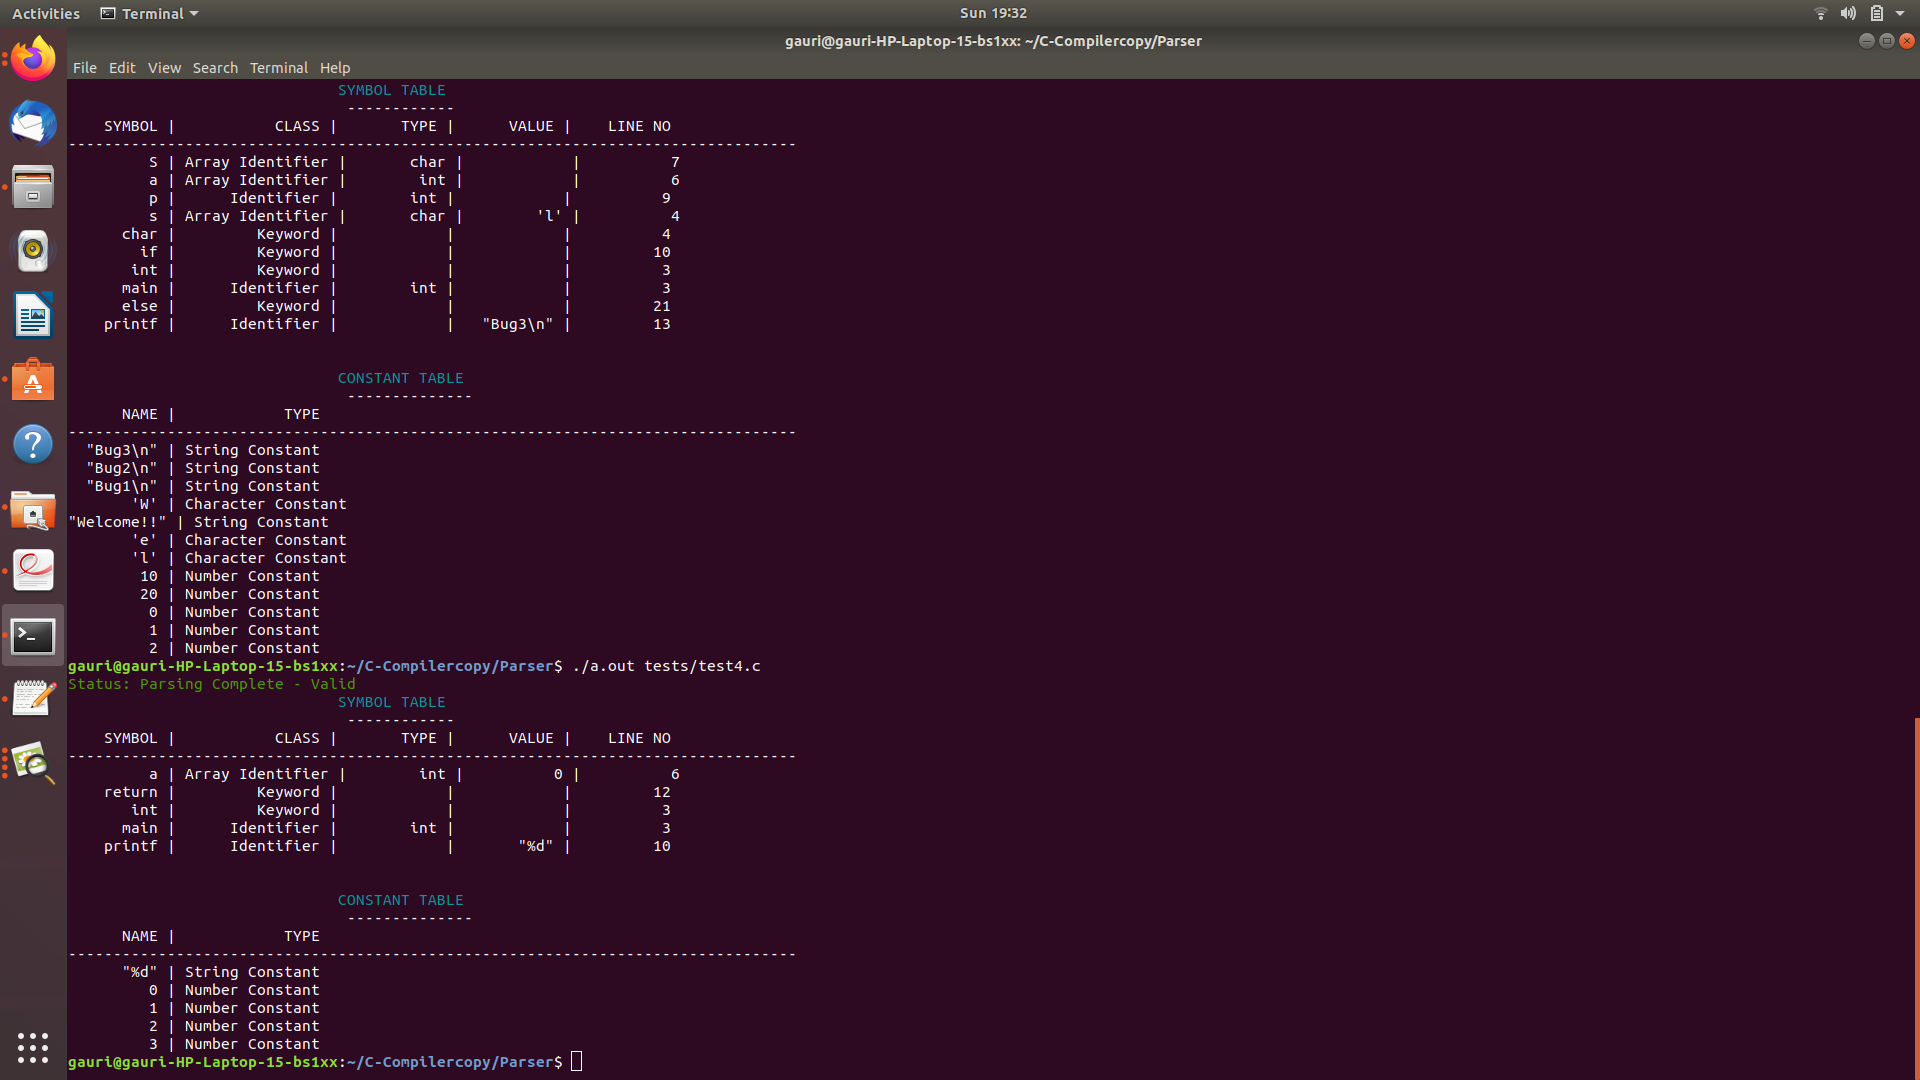 Activities Terminal Sun 19:32
gauri@gauri-HP-Laptop-15-bs1xx: ~/C-Compilercopy/Parser
File Edit View Search Terminal Help
SYMBOL TABLE
------------
SYMBOL | CLASS | TYPE | VALUE | LINE NO
---------------------------------------------------------------------------------
S | Array Identifier | char | | 7
a | Array Identifier | int | | 6
p | Identifier | int | | 9
s | Array Identifier | char | 'l' | 4
char | Keyword | | | 4
if | Keyword | | | 10
int | Keyword | | | 3
main | Identifier | int | | 3
else | Keyword | | | 21
printf | Identifier | | "Bug3\n" | 13
CONSTANT TABLE
--------------
NAME | TYPE
---------------------------------------------------------------------------------
"Bug3\n" | String Constant
"Bug2\n" | String Constant
"Bug1\n" | String Constant
'W' | Character Constant
"Welcome!!" | String Constant
'e' | Character Constant
'l' | Character Constant
10 | Number Constant
20 | Number Constant
0 | Number Constant
1 | Number Constant
2 | Number Constant
gauri@gauri-HP-Laptop-15-bs1xx:~/C-Compilercopy/Parser$ ./a.out tests/test4.c
Status: Parsing Complete - Valid
SYMBOL TABLE
------------
SYMBOL | CLASS | TYPE | VALUE | LINE NO
---------------------------------------------------------------------------------
a | Array Identifier | int | 0 | 6
return | Keyword | | | 12
int | Keyword | | | 3
main | Identifier | int | | 3
printf | Identifier | | "%d" | 10
CONSTANT TABLE
--------------
NAME | TYPE
---------------------------------------------------------------------------------
"%d" | String Constant
0 | Number Constant
1 | Number Constant
2 | Number Constant
3 | Number Constant
gauri@gauri-HP-Laptop-15-bs1xx:~/C-Compilercopy/Parser$